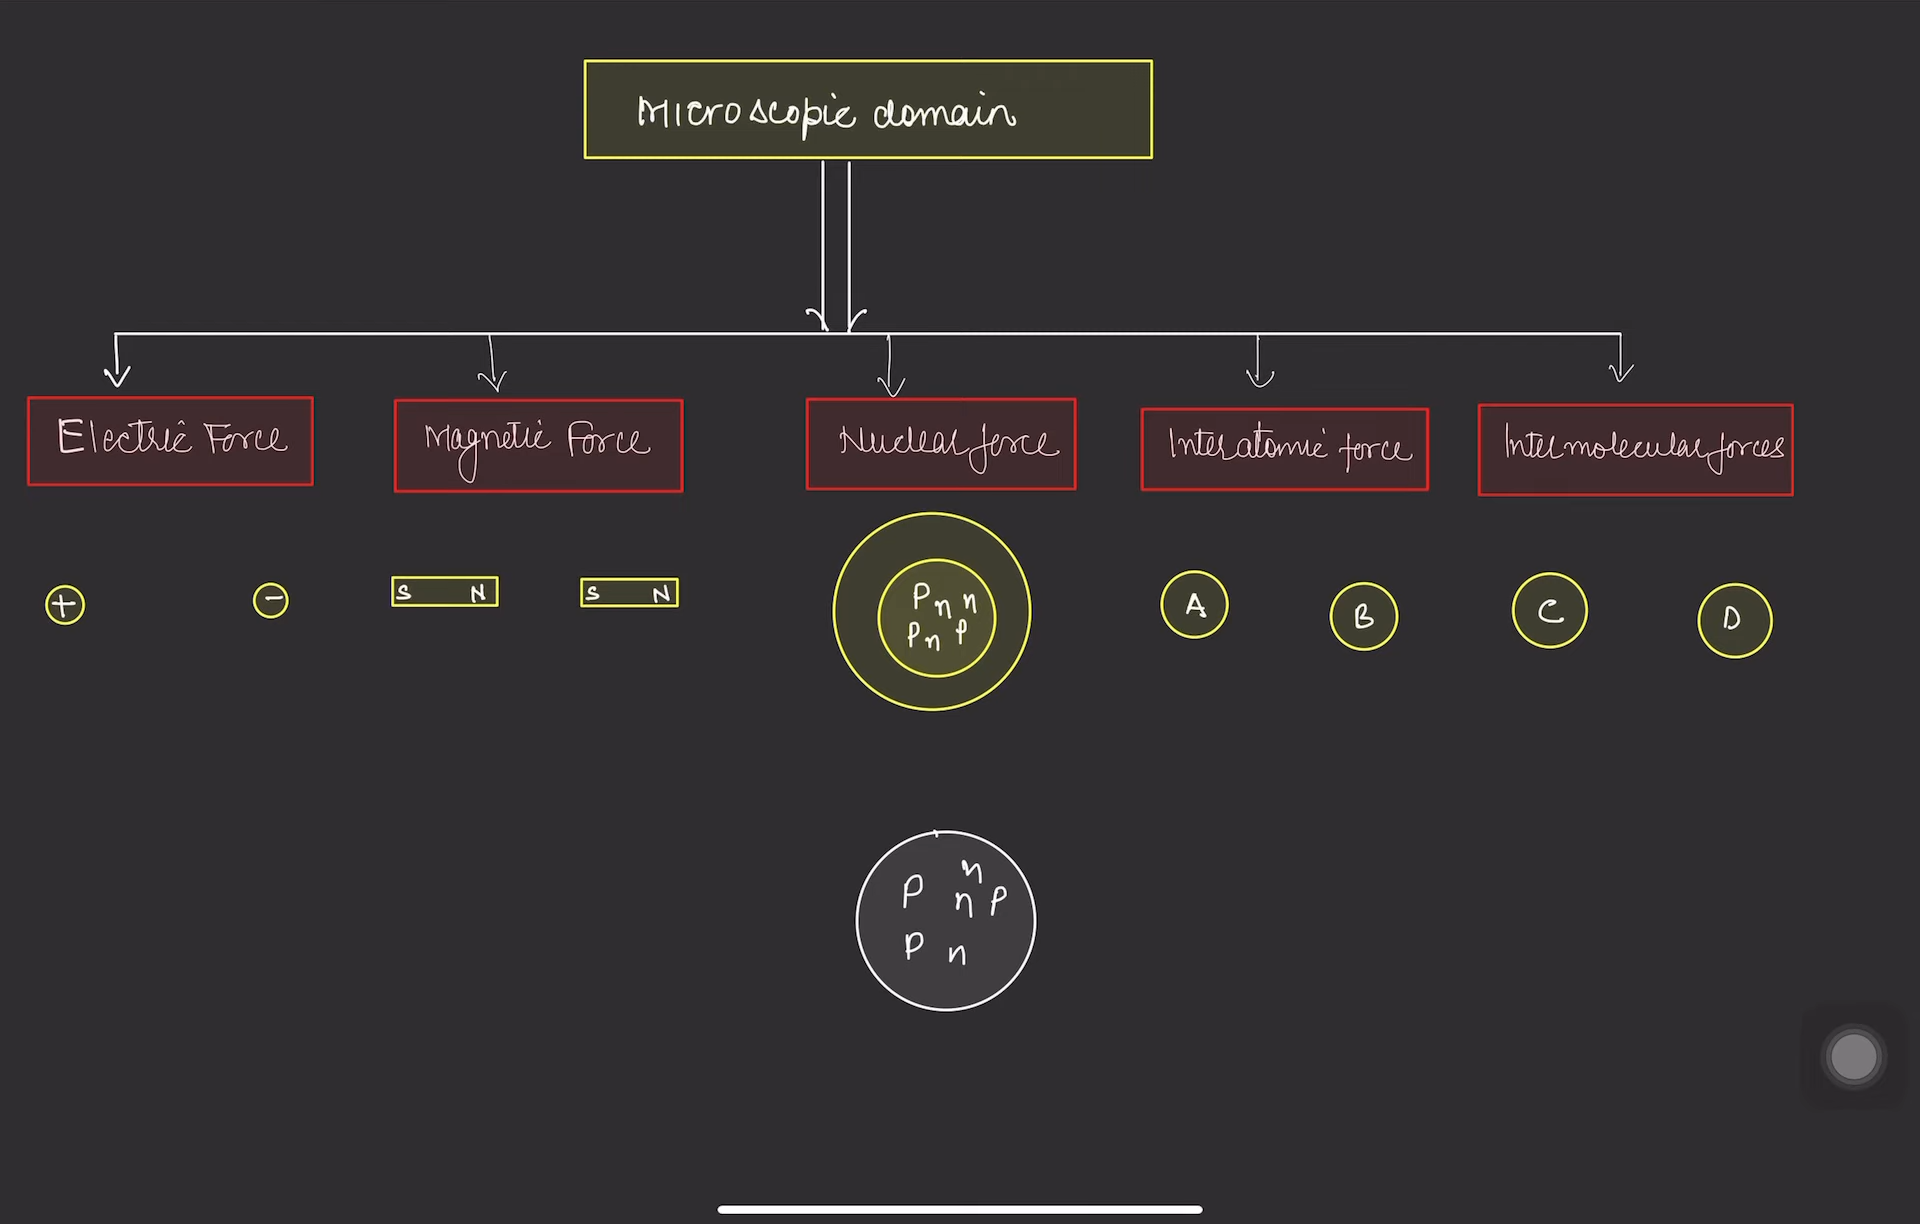 Microscopic domain
Electric Force
Magnetic Force
Nuclear force
Interatomic force
Intermolecular forces
+ −
S N S N
P n n
P n P
A B C D
n
P n P
P n